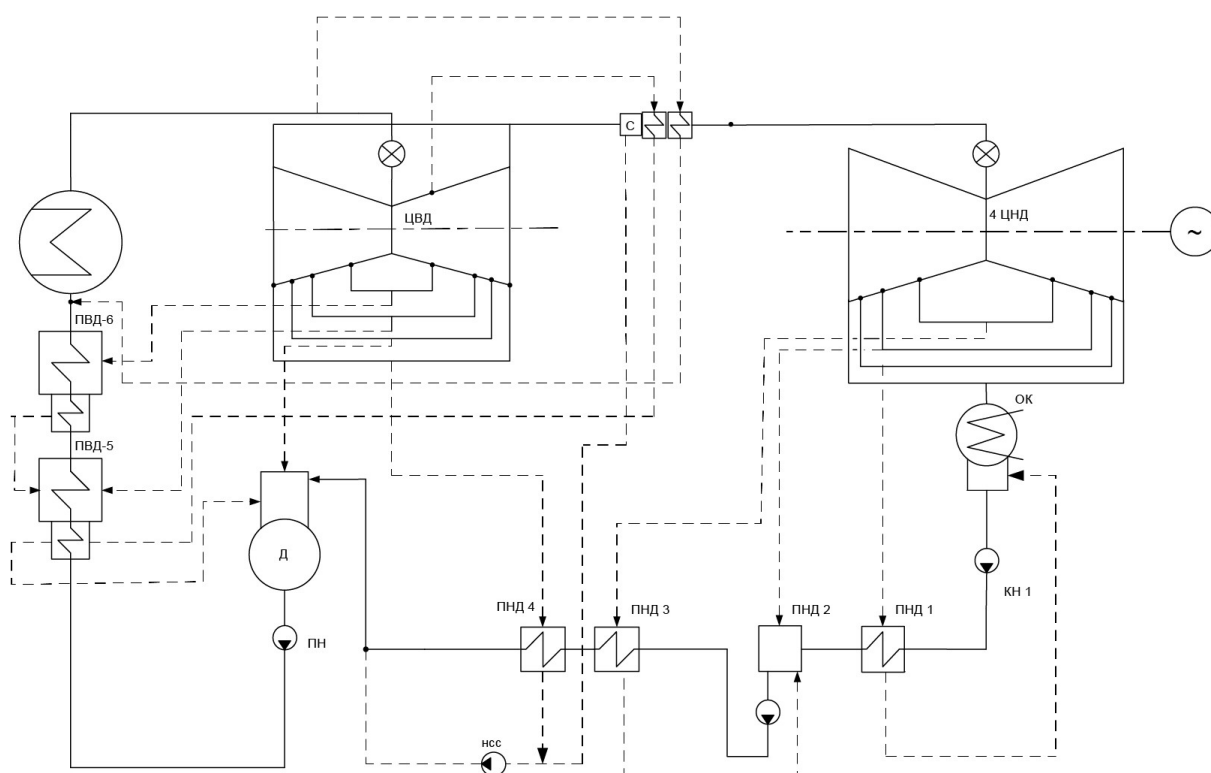 С
ЦВД
4 ЦНД
~
ПВД-6
ОК
ПВД-5
Д
КН 1
ПНД 4
ПНД 3
ПНД 2
ПНД 1
ПН
нсс